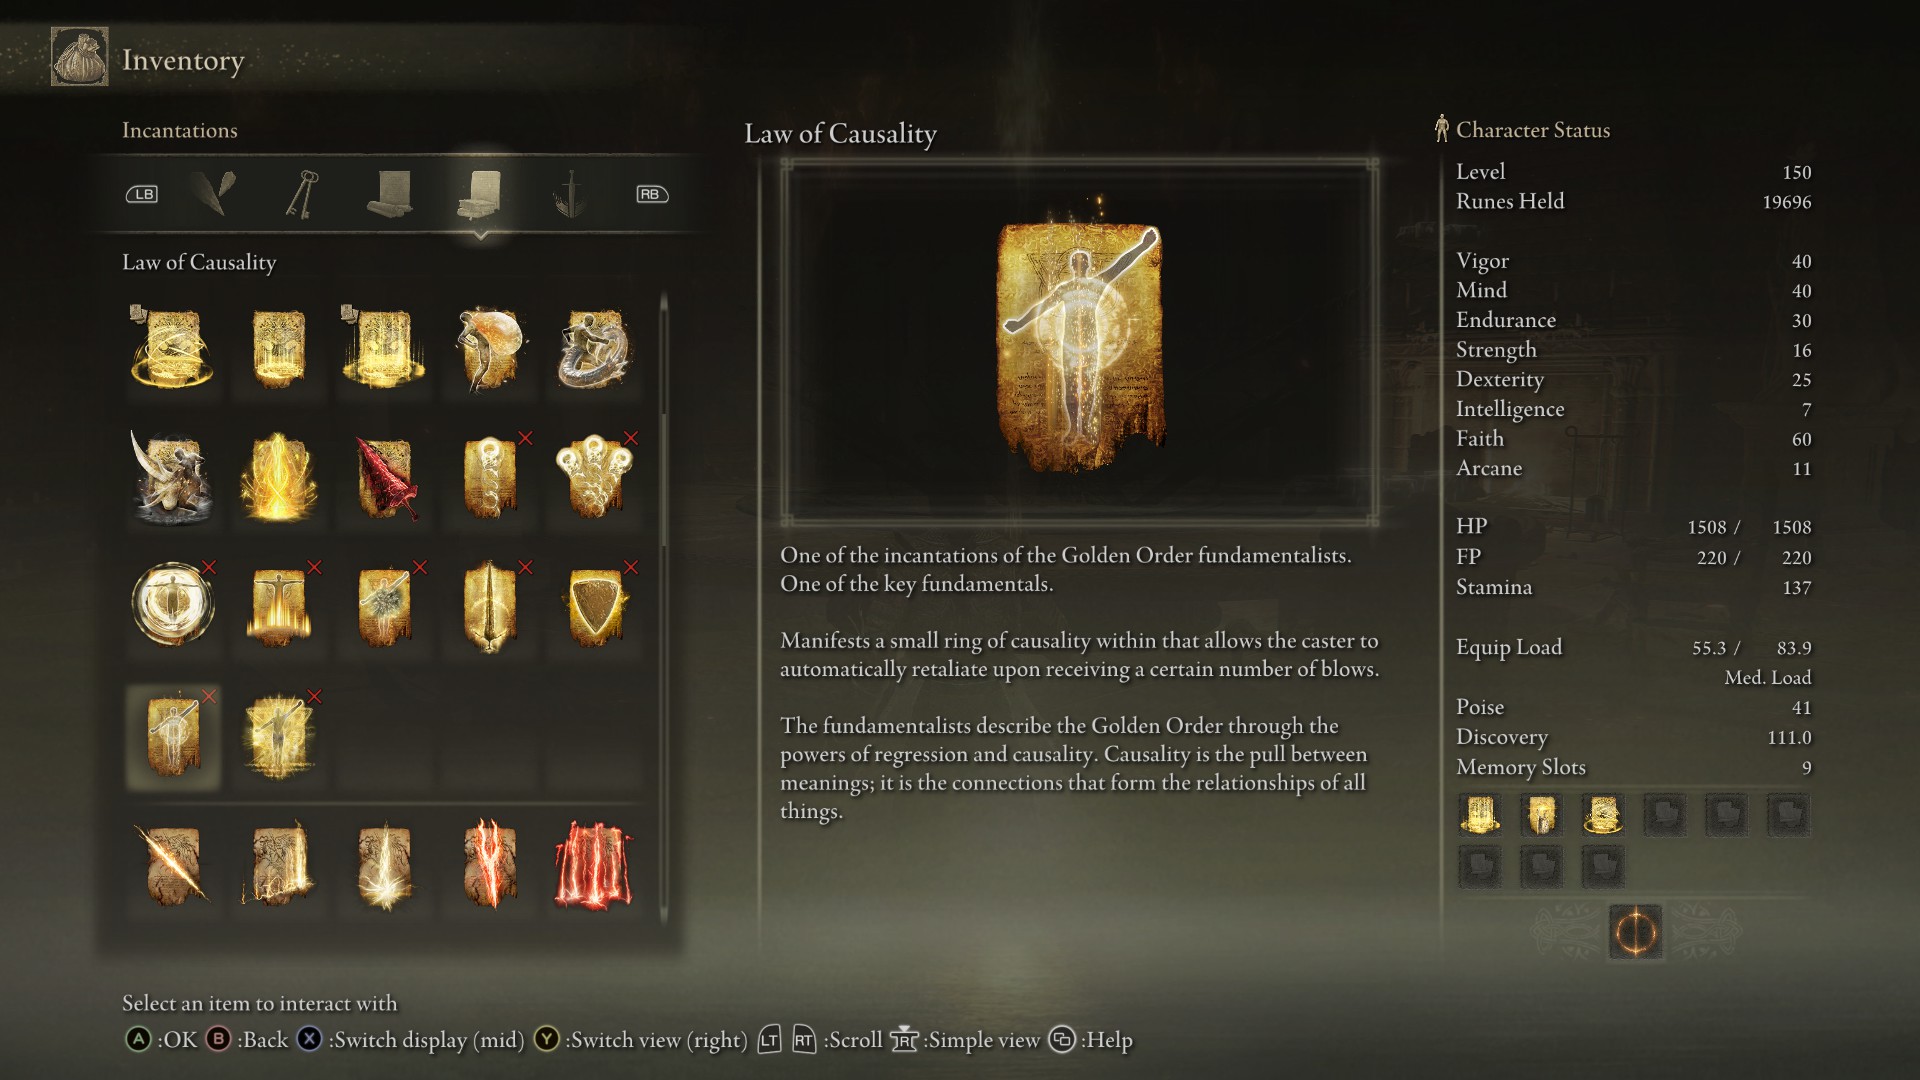 Inventory
Incantations
LB
RB
Law of Causality
Law of Causality
One of the incantations of the Golden Order fundamentalists.
One of the key fundamentals.
Manifests a small ring of causality within that allows the caster to
automatically retaliate upon receiving a certain number of blows.
The fundamentalists describe the Golden Order through the
powers of regression and causality. Causality is the pull between
meanings; it is the connections that form the relationships of all
things.
Character Status
Level 150
Runes Held 19696
Vigor 40
Mind 40
Endurance 30
Strength 16
Dexterity 25
Intelligence 7
Faith 60
Arcane 11
HP 1508 / 1508
FP 220 / 220
Stamina 137
Equip Load 55.3 / 83.9
Med. Load
Poise 41
Discovery 111.0
Memory Slots 9
Select an item to interact with
A :OK B :Back X :Switch display (mid) Y :Switch view (right) LT RT :Scroll R :Simple view :Help